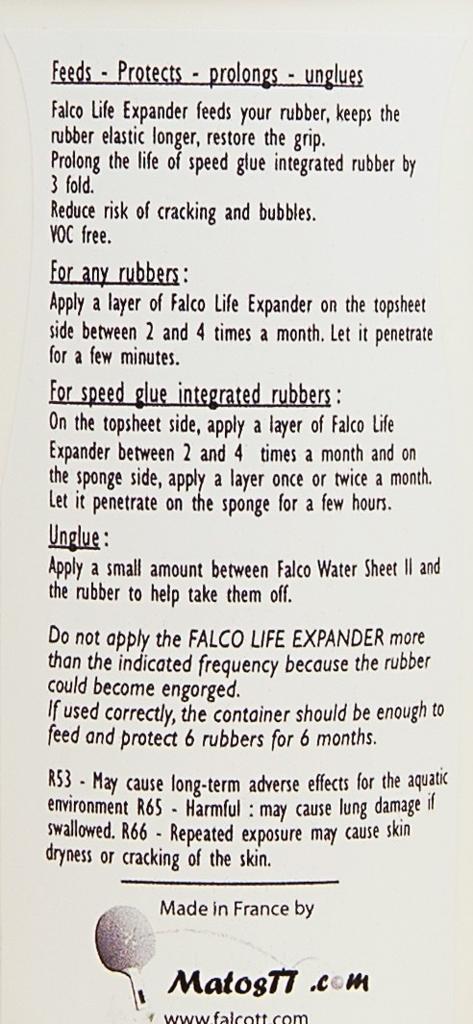 Feeds - Protects - prolongs - unglues
Falco Life Expander feeds your rubber, keeps the
rubber elastic longer, restore the grip.
Prolong the life of speed glue integrated rubber by
3 fold.
Reduce risk of cracking and bubbles.
VOC free.
For any rubbers:
Apply a layer of Falco Life Expander on the topsheet
side between 2 and 4 times a month. Let it penetrate
for a few minutes.
For speed glue integrated rubbers:
On the topsheet side, apply a layer of Falco Life
Expander between 2 and 4 times a month and on
the sponge side, apply a layer once or twice a month.
Let it penetrate on the sponge for a few hours.
Unglue:
Apply a small amount between Falco Water Sheet II and
the rubber to help take them off.
Do not apply the FALCO LIFE EXPANDER more
than the indicated frequency because the rubber
could become engorged.
If used correctly, the container should be enough to
feed and protect 6 rubbers for 6 months.
R53 - May cause long-term adverse effects for the aquatic
environment R65 - Harmful : may cause lung damage if
swallowed. R66 - Repeated exposure may cause skin
dryness or cracking of the skin.
Made in France by
MatosTT.com
www.falcott.com